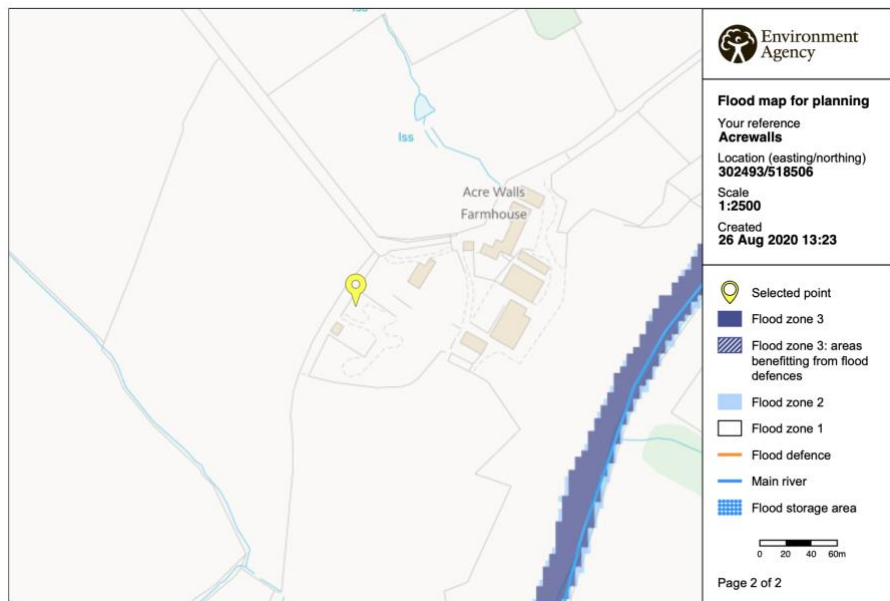 Iss
Iss
Acre Walls
Farmhouse
Environment
Agency
Flood map for planning
Your reference
Acrewalls
Location (easting/northing)
302493/518506
Scale
1:2500
Created
26 Aug 2020 13:23
Selected point
Flood zone 3
Flood zone 3: areas
benefitting from flood
defences
Flood zone 2
Flood zone 1
Flood defence
Main river
Flood storage area
0 20 40 60m
Page 2 of 2